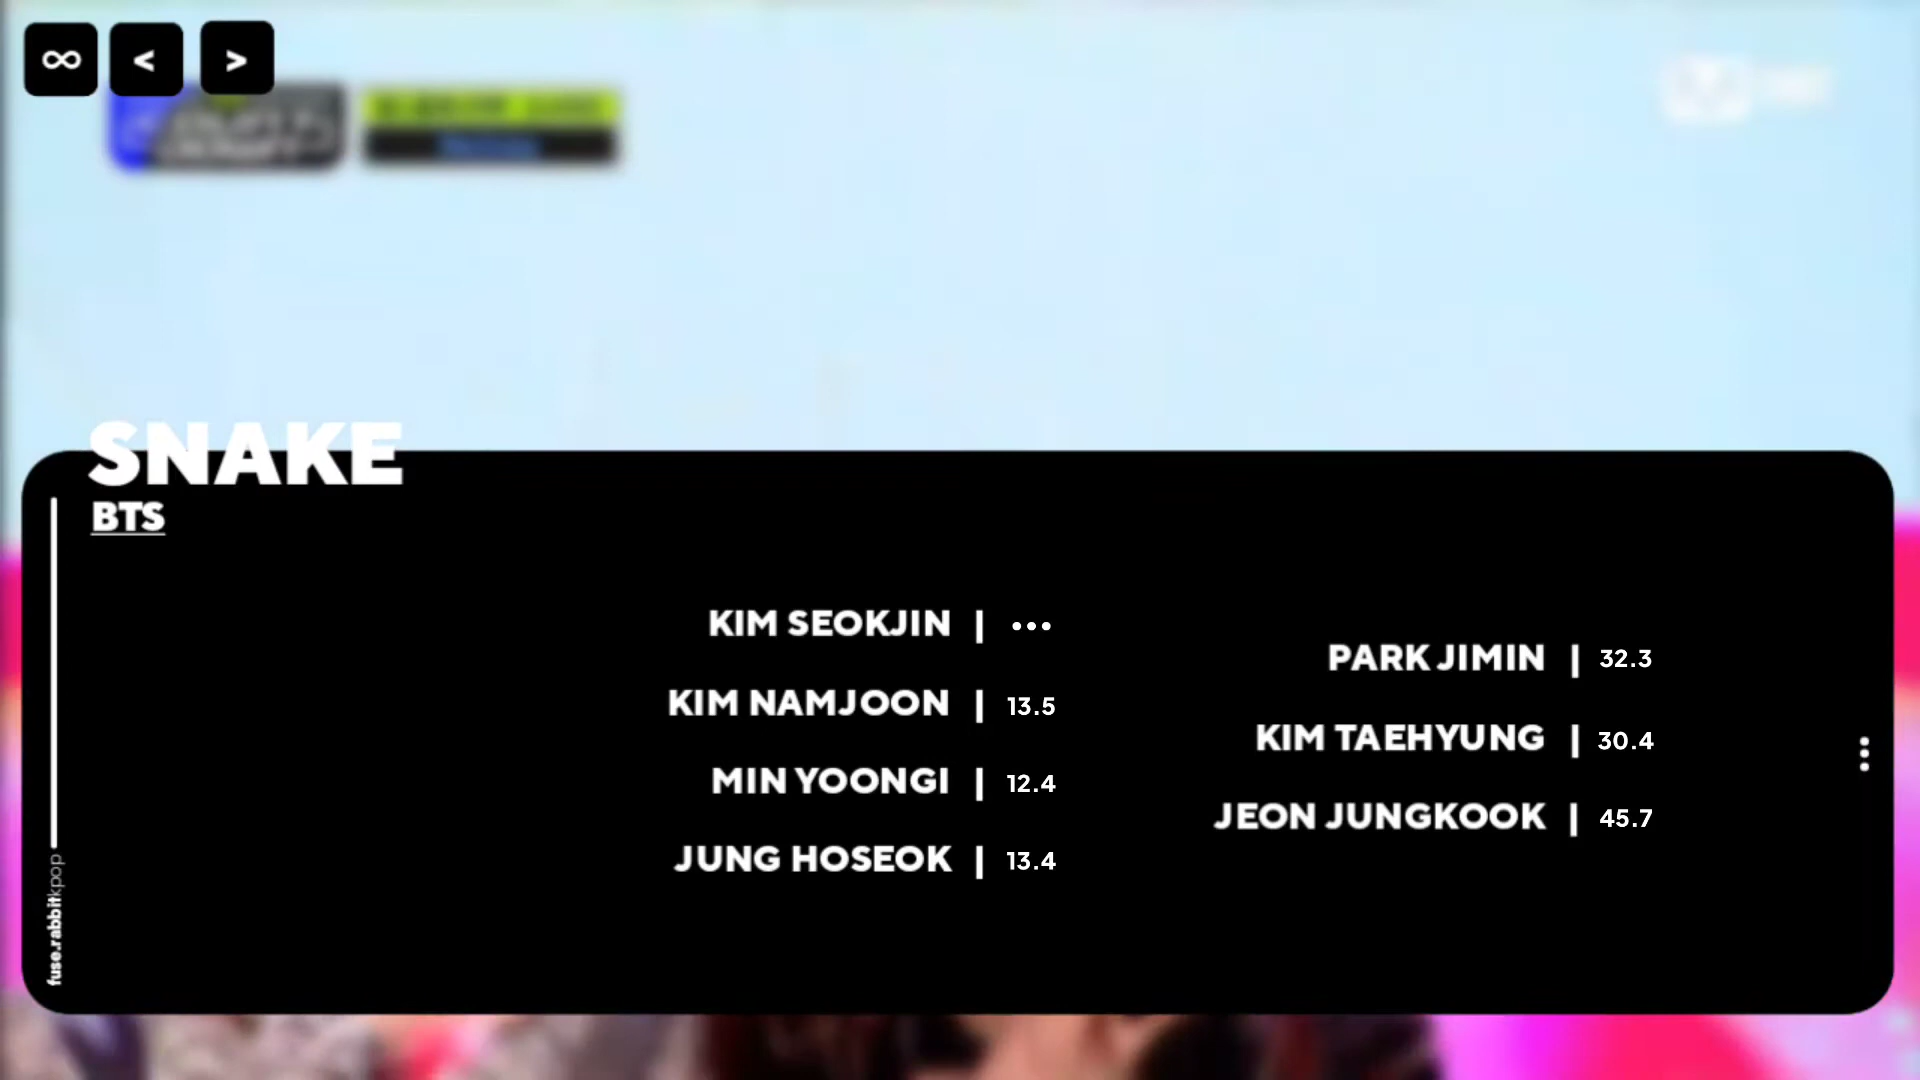 ∞ < >
SNAKE
BTS
KIM SEOKJIN | •••
KIM NAMJOON | 13.5
MIN YOONGI | 12.4
JUNG HOSEOK | 13.4
PARK JIMIN | 32.3
KIM TAEHYUNG | 30.4
JEON JUNGKOOK | 45.7
fuse.rabbitkpop